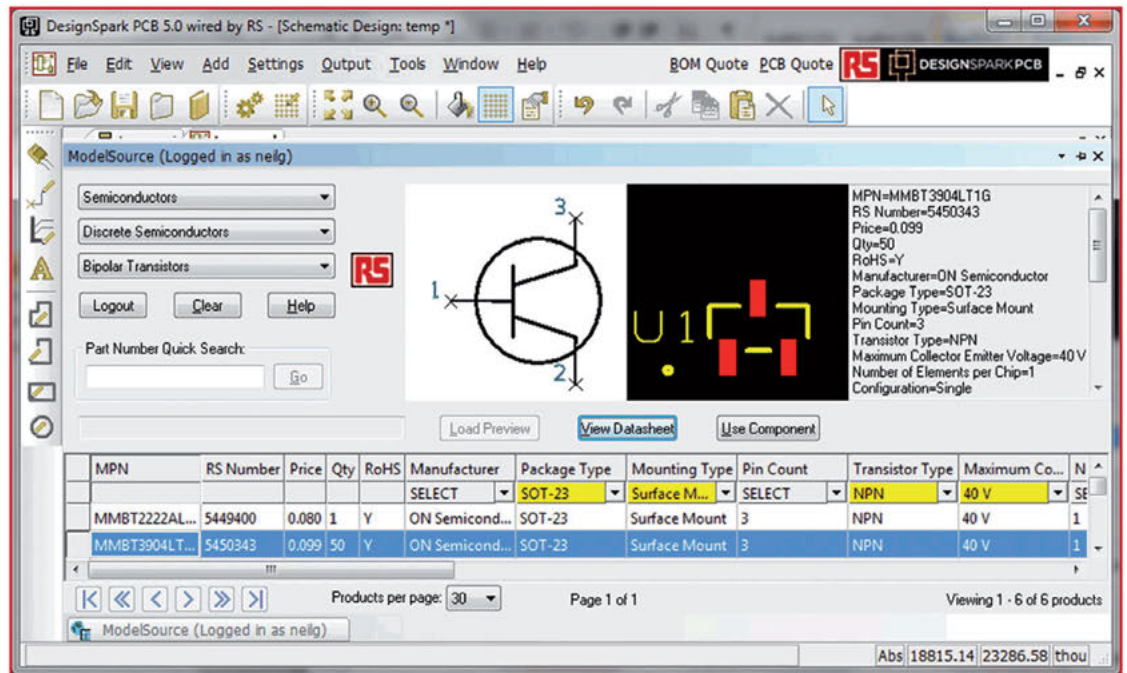 DesignSpark PCB 5.0 wired by RS - [Schematic Design: temp *]
File Edit View Add Settings Output Tools Window Help BOM Quote PCB Quote RS DESIGNSPARK PCB
ModelSource (Logged in as neilg)
Semiconductors
Discrete Semiconductors
Bipolar Transistors
RS
Logout Clear Help
Part Number Quick Search:
Go
3
1
2
U1
MPN=MMBT3904LT1G
RS Number=5450343
Price=0.099
Qty=50
RoHS=Y
Manufacturer=ON Semiconductor
Package Type=SOT-23
Mounting Type=Surface Mount
Pin Count=3
Transistor Type=NPN
Maximum Collector Emitter Voltage=40 V
Number of Elements per Chip=1
Configuration=Single
Load Preview View Datasheet Use Component
MPN RS Number Price Qty RoHS Manufacturer Package Type Mounting Type Pin Count Transistor Type Maximum Co... N
SELECT SOT-23 Surface M... SELECT NPN 40 V SE
MMBT2222AL... 5449400 0.080 1 Y ON Semicond... SOT-23 Surface Mount 3 NPN 40 V 1
MMBT3904LT... 5450343 0.099 50 Y ON Semicond... SOT-23 Surface Mount 3 NPN 40 V 1
Products per page: 30 Page 1 of 1 Viewing 1 - 6 of 6 products
ModelSource (Logged in as neilg)
Abs 18815.14 23286.58 thou